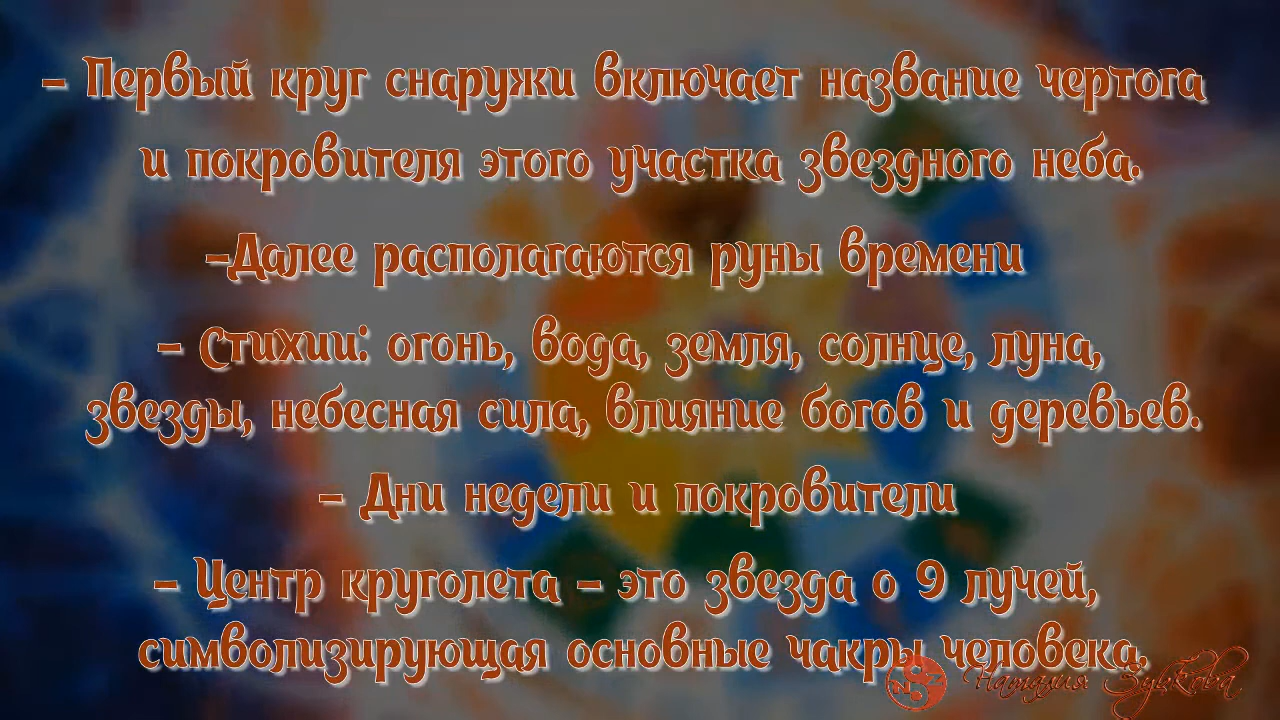 - Первый круг снаружи включает название чертога
и покровителя этого участка звездного неба.
-Далее располагаются руны времени
- Стихии: огонь, вода, земля, солнце, луна,
звезды, небесная сила, влияние богов и деревьев.
- Дни недели и покровители
- Центр круголета - это звезда о 9 лучей,
символизирующая основные чакры человека.
Наталия Зубкова